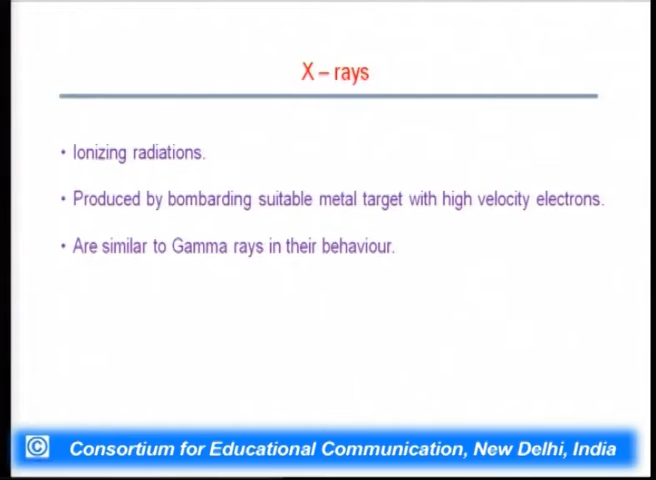 X – rays
• Ionizing radiations.
• Produced by bombarding suitable metal target with high velocity electrons.
• Are similar to Gamma rays in their behaviour.
© Consortium for Educational Communication, New Delhi, India